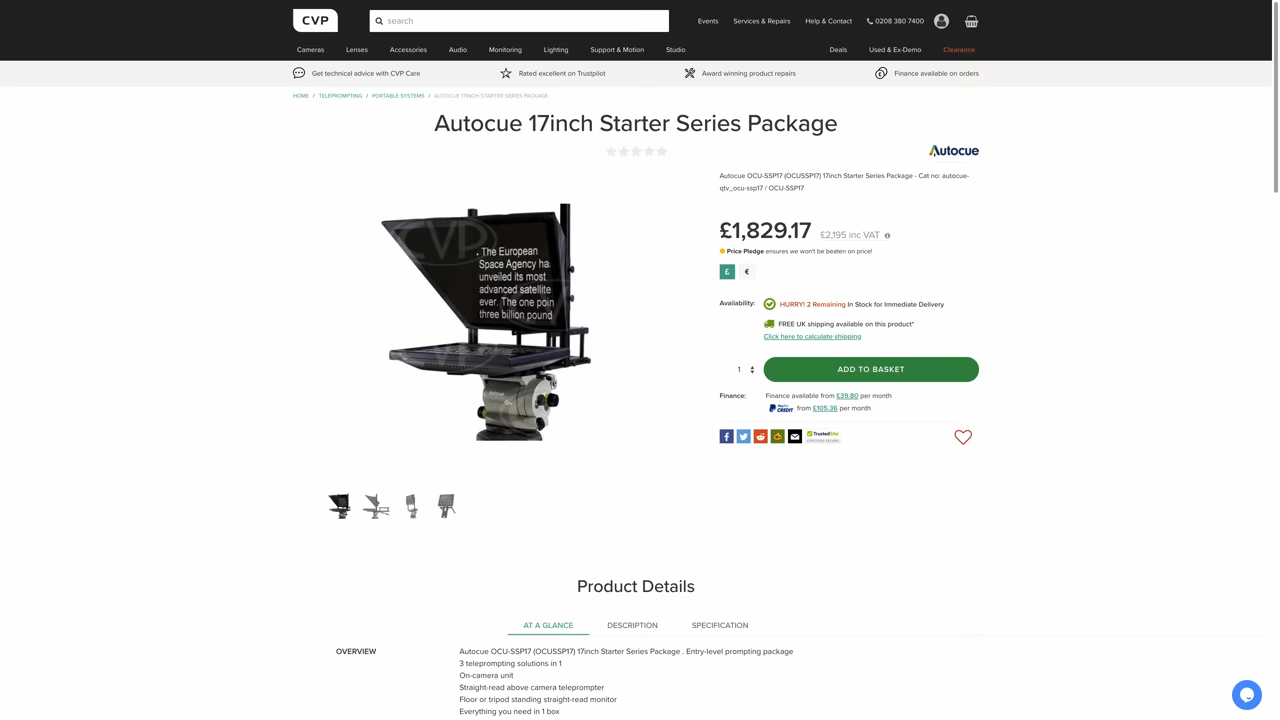 CVP
search
Events
Services & Repairs
Help & Contact
0208 380 7400
Cameras
Lenses
Accessories
Audio
Monitoring
Lighting
Support & Motion
Studio
Deals
Used & Ex-Demo
Clearance
Get technical advice with CVP Care
Rated excellent on Trustpilot
Award winning product repairs
Finance available on orders
HOME / TELEPROMPTING / PORTABLE SYSTEMS / AUTOCUE 17INCH STARTER SERIES PACKAGE
Autocue 17inch Starter Series Package
Autocue
Autocue OCU-SSP17 (OCUSSP17) 17inch Starter Series Package - Cat no: autocue-
qtv_ocu-ssp17 / OCU-SSP17
CVP
The European
Space Agency ha
unveiled its most
advanced satellite
ever. The one poin
three billion pound
CVP
£1,829.17 £2,195 inc VAT
Price Pledge ensures we won't be beaten on price!
£ €
Availability: HURRY! 2 Remaining In Stock for Immediate Delivery
FREE UK shipping available on this product*
Click here to calculate shipping
1 ADD TO BASKET
Finance: Finance available from £39.80 per month
PayPal CREDIT from £105.36 per month
TrustedSite
CERTIFIED SECURE
Product Details
AT A GLANCE
DESCRIPTION
SPECIFICATION
OVERVIEW
Autocue OCU-SSP17 (OCUSSP17) 17inch Starter Series Package . Entry-level prompting package
3 teleprompting solutions in 1
On-camera unit
Straight-read above camera teleprompter
Floor or tripod standing straight-read monitor
Everything you need in 1 box